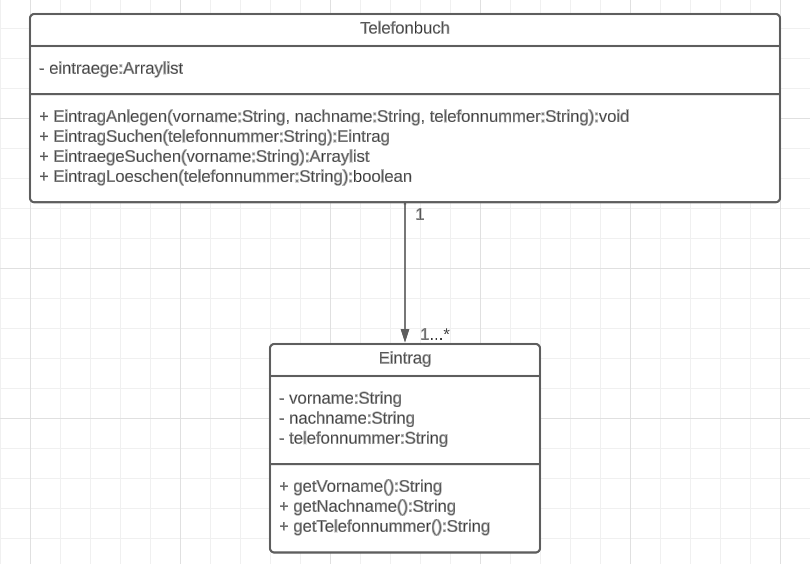 Telefonbuch
- eintraege:Arraylist
+ EintragAnlegen(vorname:String, nachname:String, telefonnummer:String):void
+ EintragSuchen(telefonnummer:String):Eintrag
+ EintraegeSuchen(vorname:String):Arraylist
+ EintragLoeschen(telefonnummer:String):boolean
1
1...*
Eintrag
- vorname:String
- nachname:String
- telefonnummer:String
+ getVorname():String
+ getNachname():String
+ getTelefonnummer():String